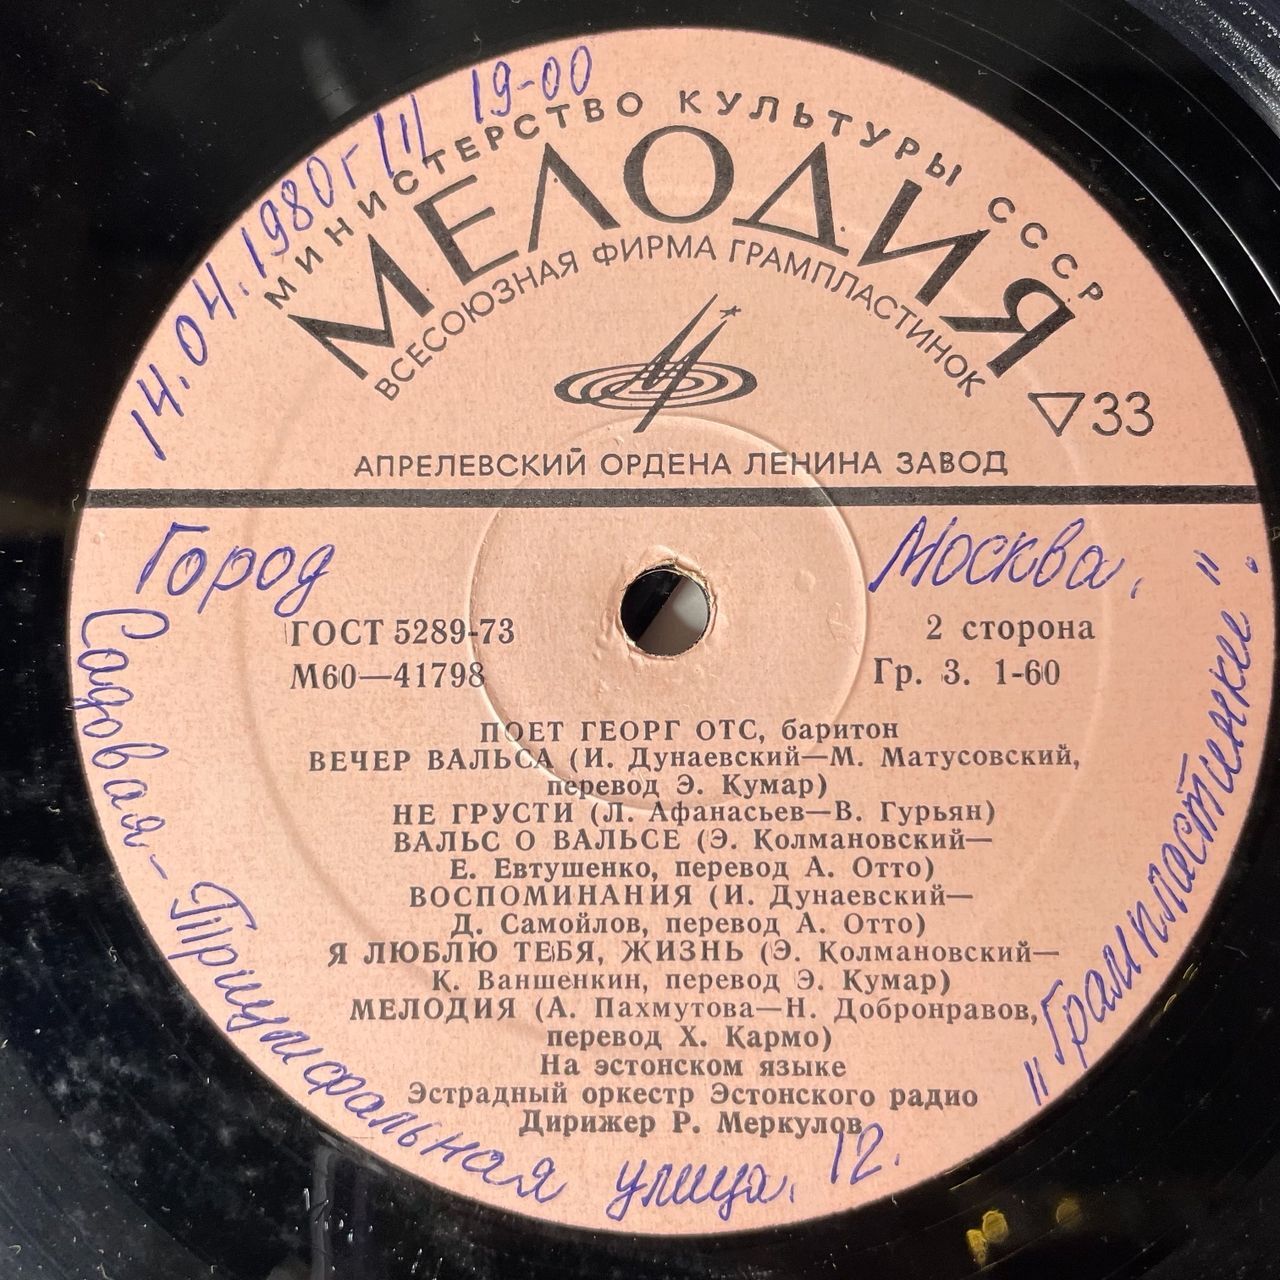 14.04.1980г /11/ 19-00
МИНИСТЕРСТВО КУЛЬТУРЫ СССР
МЕЛОДИЯ
ВСЕСОЮЗНАЯ ФИРМА ГРАМПЛАСТИНОК
33
АПРЕЛЕВСКИЙ ОРДЕНА ЛЕНИНА ЗАВОД
Город Москва,
Садовая-Триумфальная улица, 12.
"Грампластинки".
ГОСТ 5289-73
М60—41798
2 сторона
Гр. 3. 1-60
ПОЕТ ГЕОРГ ОТС, баритон
ВЕЧЕР ВАЛЬСА (И. Дунаевский—М. Матусовский,
перевод Э. Кумар)
НЕ ГРУСТИ (Л. Афанасьев—В. Гурьян)
ВАЛЬС О ВАЛЬСЕ (Э. Колмановский—
Е. Евтушенко, перевод А. Отто)
ВОСПОМИНАНИЯ (И. Дунаевский—
Д. Самойлов, перевод А. Отто)
Я ЛЮБЛЮ ТЕБЯ, ЖИЗНЬ (Э. Колмановский—
К. Ваншенкин, перевод Э. Кумар)
МЕЛОДИЯ (А. Пахмутова—Н. Добронравов,
перевод Х. Кармо)
На эстонском языке
Эстрадный оркестр Эстонского радио
Дирижер Р. Меркулов